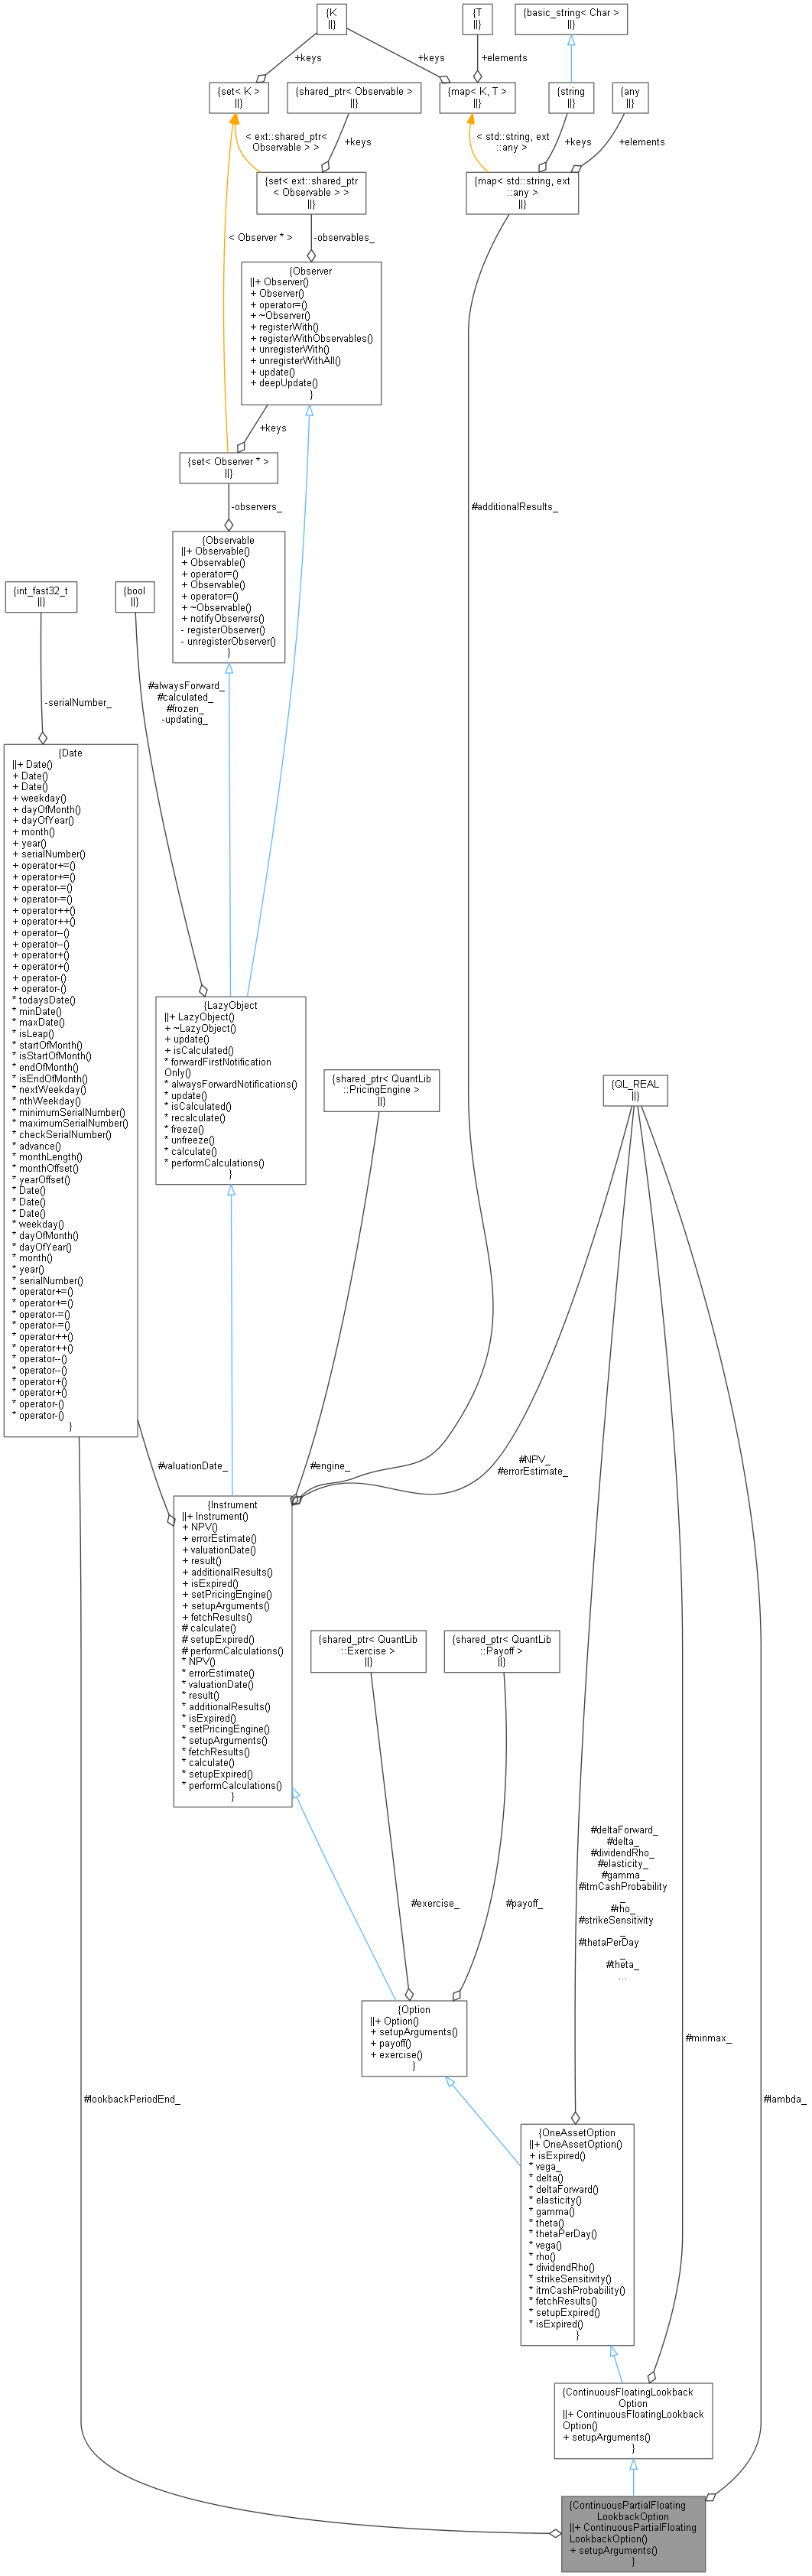 {K
||}
{T
||}
{basic_string< Char >
||}
+keys
+keys
+elements
{set< K >
||}
{shared_ptr< Observable >
||}
{map< K, T >
||}
{string
||}
{any
||}
< ext::shared_ptr<
Observable > >
+keys
< std::string, ext
::any >
+keys
+elements
{set< ext::shared_ptr
< Observable > >
||}
{map< std::string, ext
::any >
||}
< Observer * >
-observables_
{Observer
||+ Observer()
+ Observer()
+ operator=()
+ ~Observer()
+ registerWith()
+ registerWithObservables()
+ unregisterWith()
+ unregisterWithAll()
+ update()
+ deepUpdate()
}
+keys
{set< Observer * >
||}
-observers_
#additionalResults_
{Observable
||+ Observable()
+ Observable()
+ operator=()
+ Observable()
+ operator=()
+ ~Observable()
+ notifyObservers()
- registerObserver()
- unregisterObserver()
}
{int_fast32_t
||}
{bool
||}
-serialNumber_
#alwaysForward_
#calculated_
#frozen_
-updating_
{Date
||+ Date()
+ Date()
+ Date()
+ weekday()
+ dayOfMonth()
+ dayOfYear()
+ month()
+ year()
+ serialNumber()
+ operator+=()
+ operator+=()
+ operator-=()
+ operator-=()
+ operator++()
+ operator++()
+ operator--()
+ operator--()
+ operator+()
+ operator+()
+ operator-()
+ operator-()
* todaysDate()
* minDate()
* maxDate()
* isLeap()
* startOfMonth()
* isStartOfMonth()
* endOfMonth()
* isEndOfMonth()
* nextWeekday()
* nthWeekday()
* minimumSerialNumber()
* maximumSerialNumber()
* checkSerialNumber()
* advance()
* monthLength()
* monthOffset()
* yearOffset()
* Date()
* Date()
* Date()
* weekday()
* dayOfMonth()
* dayOfYear()
* month()
* year()
* serialNumber()
* operator+=()
* operator+=()
* operator-=()
* operator-=()
* operator++()
* operator++()
* operator--()
* operator--()
* operator+()
* operator+()
* operator-()
* operator-()
}
{LazyObject
||+ LazyObject()
+ ~LazyObject()
+ update()
+ isCalculated()
* forwardFirstNotification
Only()
* alwaysForwardNotifications()
* update()
* isCalculated()
* recalculate()
* freeze()
* unfreeze()
* calculate()
* performCalculations()
}
{shared_ptr< QuantLib
::PricingEngine >
||}
{QL_REAL
||}
#valuationDate_
#engine_
#NPV_
#errorEstimate_
{Instrument
||+ Instrument()
+ NPV()
+ errorEstimate()
+ valuationDate()
+ result()
+ additionalResults()
+ isExpired()
+ setPricingEngine()
+ setupArguments()
+ fetchResults()
# calculate()
# setupExpired()
# performCalculations()
* NPV()
* errorEstimate()
* valuationDate()
* result()
* additionalResults()
* isExpired()
* setPricingEngine()
* setupArguments()
* fetchResults()
* calculate()
* setupExpired()
* performCalculations()
}
{shared_ptr< QuantLib
::Exercise >
||}
{shared_ptr< QuantLib
::Payoff >
||}
#exercise_
#payoff_
#deltaForward_
#delta_
#dividendRho_
#elasticity_
#gamma_
#itmCashProbability
_
#rho_
#strikeSensitivity
_
#thetaPerDay
_
#theta_
...
{Option
||+ Option()
+ setupArguments()
+ payoff()
+ exercise()
}
#minmax_
#lookbackPeriodEnd_
#lambda_
{OneAssetOption
||+ OneAssetOption()
+ isExpired()
* vega_
* delta()
* deltaForward()
* elasticity()
* gamma()
* theta()
* thetaPerDay()
* vega()
* rho()
* dividendRho()
* strikeSensitivity()
* itmCashProbability()
* fetchResults()
* setupExpired()
* isExpired()
}
{ContinuousFloatingLookback
Option
||+ ContinuousFloatingLookback
Option()
+ setupArguments()
}
{ContinuousPartialFloating
LookbackOption
||+ ContinuousPartialFloating
LookbackOption()
+ setupArguments()
}